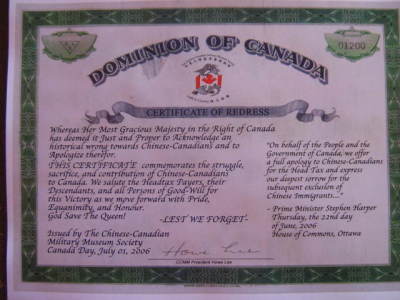 01200
DOMINION OF CANADA
CERTIFICATE OF REDRESS
Whereas Her Most Gracious Majesty in the Right of Canada
has deemed it Just and Proper to Acknowledge an
historical wrong towards Chinese-Canadians and to
Apologize therefor.
THIS CERTIFICATE commemorates the struggle,
sacrifice, and contribution of Chinese-Canadians
to Canada. We salute the Headtax Payers, their
Descendants, and all Persons of Good-Will for
this Victory as we move forward with Pride,
Equanimity, and Honour.
God Save The Queen!
-LEST WE FORGET-
Issued by The Chinese-Canadian
Military Museum Society
Canada Day, July 01, 2006
CCMM President Howe Lee
"On behalf of the People and the
Government of Canada, we offer
a full apology to Chinese-Canadians
for the Head Tax and express
our deepest sorrow for the
subsequent exclusion of
Chinese Immigrants..."
- Prime Minister Stephen Harper
Thursday, the 22nd day
of June, 2006
House of Commons, Ottawa